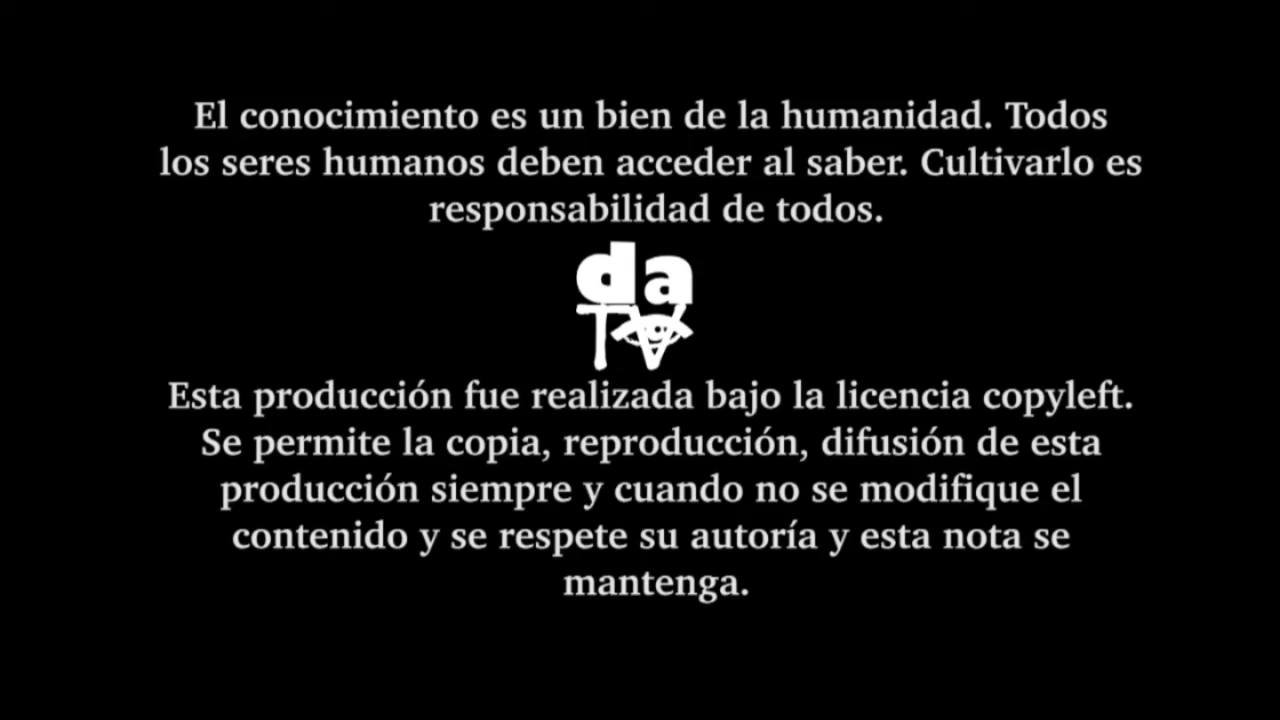 El conocimiento es un bien de la humanidad. Todos
los seres humanos deben acceder al saber. Cultivarlo es
responsabilidad de todos.
da
TV
Esta producción fue realizada bajo la licencia copyleft.
Se permite la copia, reproducción, difusión de esta
producción siempre y cuando no se modifique el
contenido y se respete su autoría y esta nota se
mantenga.